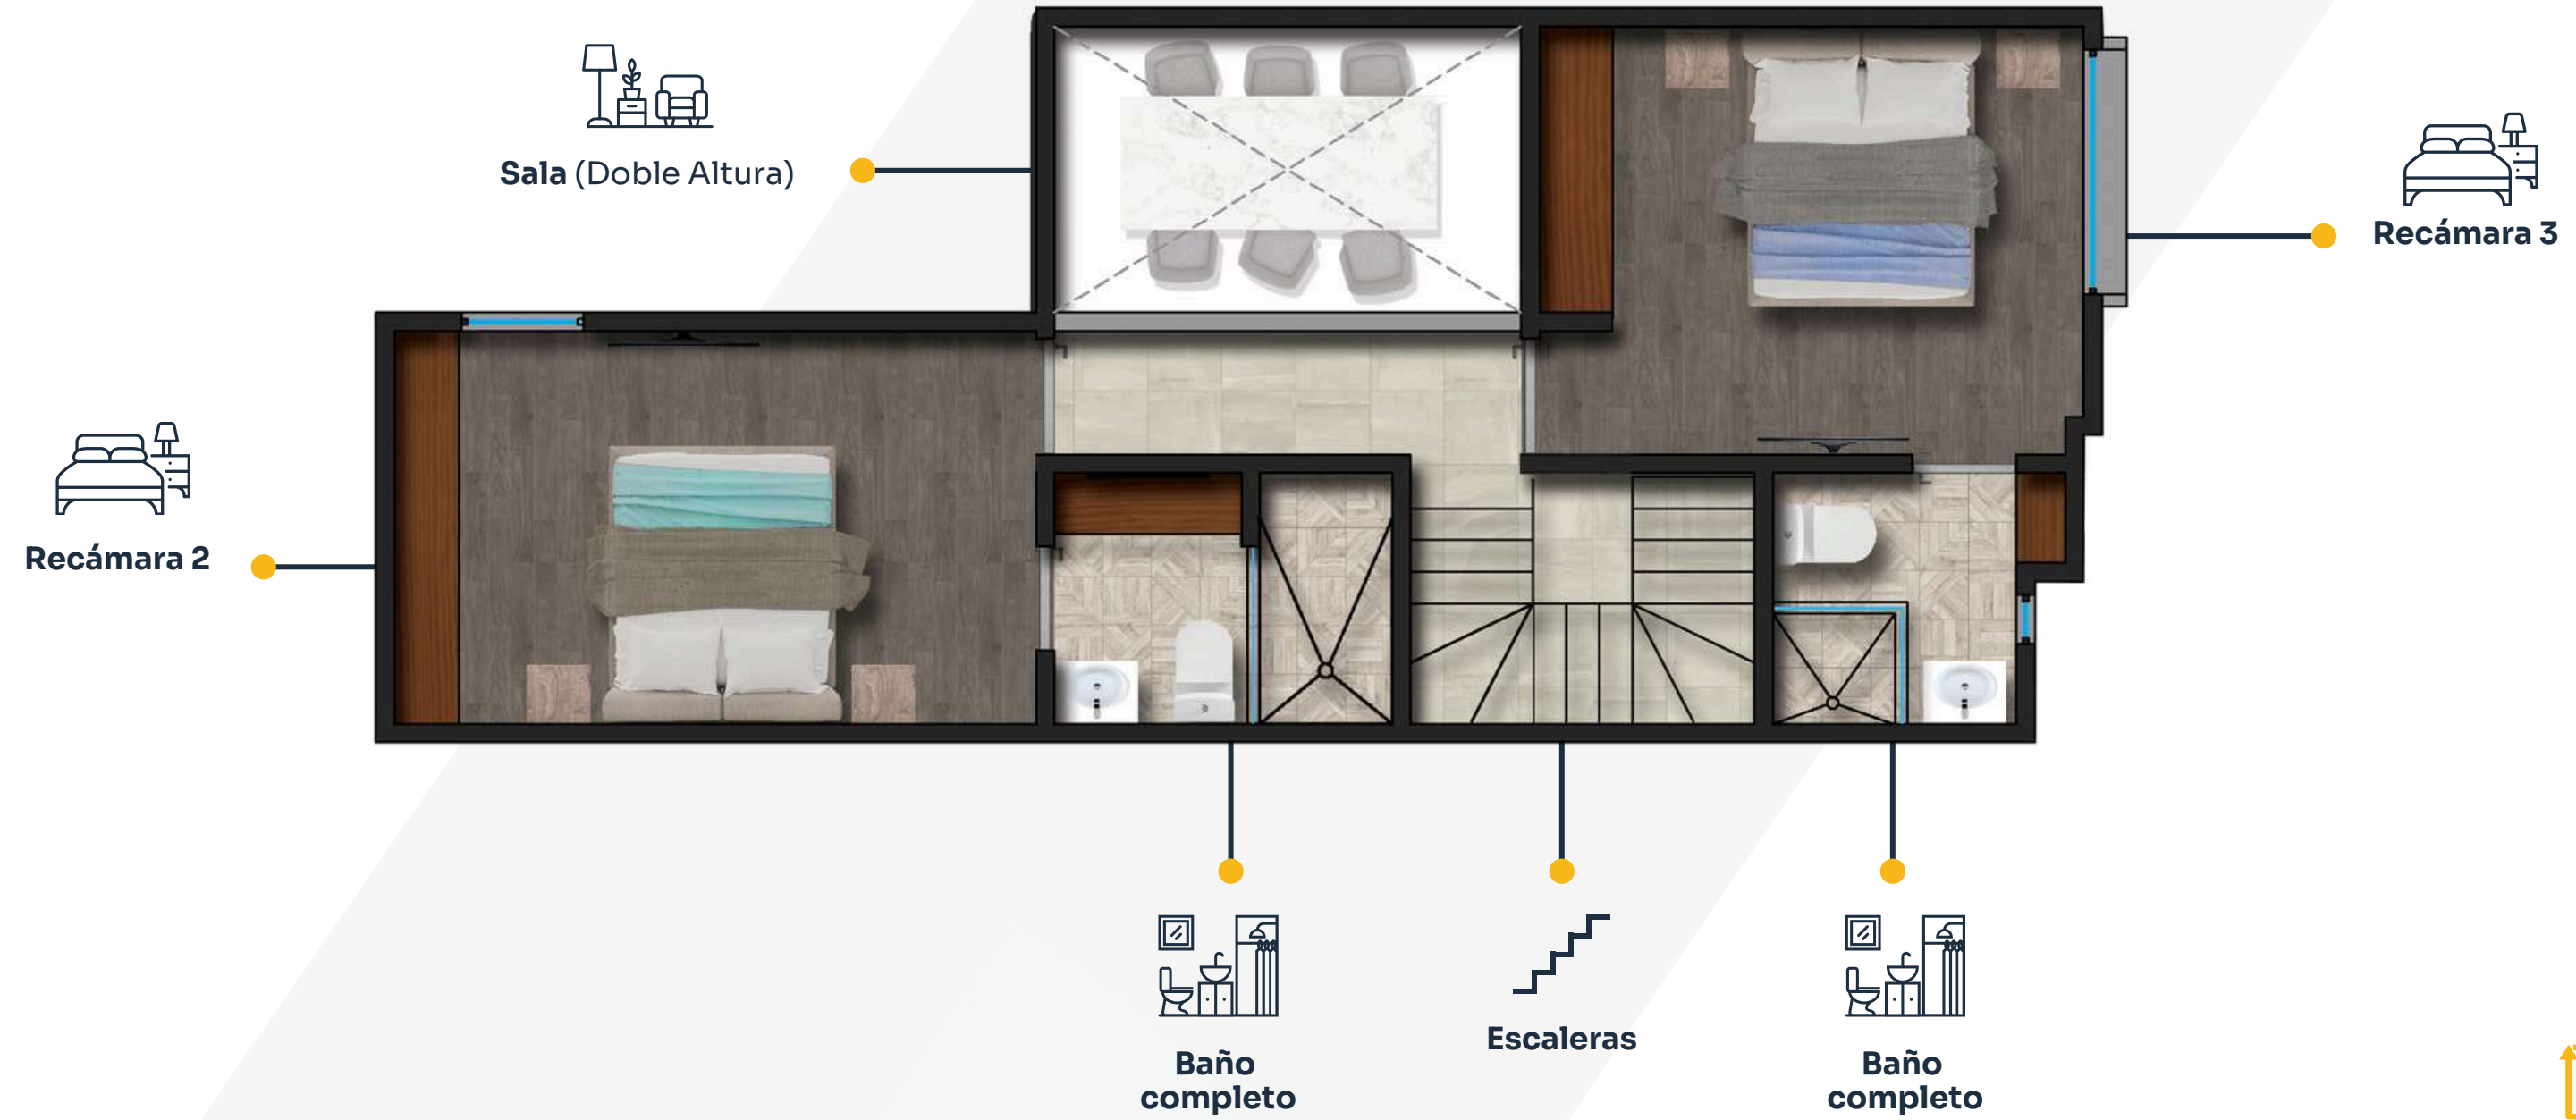 Sala (Doble Altura)
Recámara 3
Recámara 2
Baño
completo
Escaleras
Baño
completo